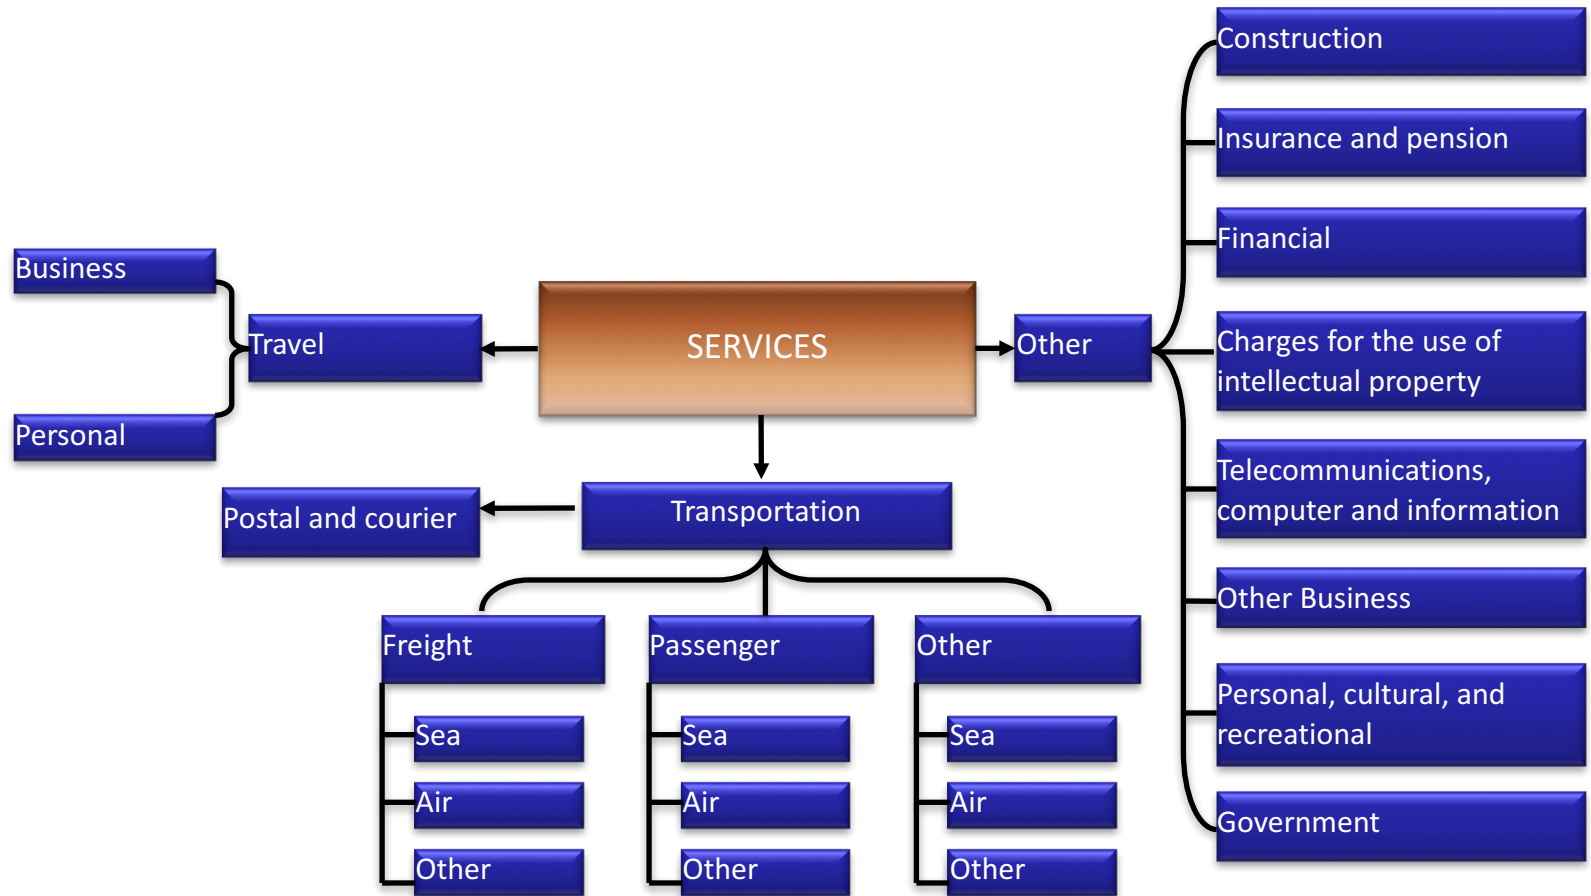 Construction
Insurance and pension
Financial
Business
Travel
SERVICES
Other
Charges for the use of
intellectual property
Personal
Telecommunications,
computer and information
Postal and courier
Transportation
Other Business
Freight
Passenger
Other
Personal, cultural, and
recreational
Sea
Sea
Sea
Air
Air
Air
Government
Other
Other
Other